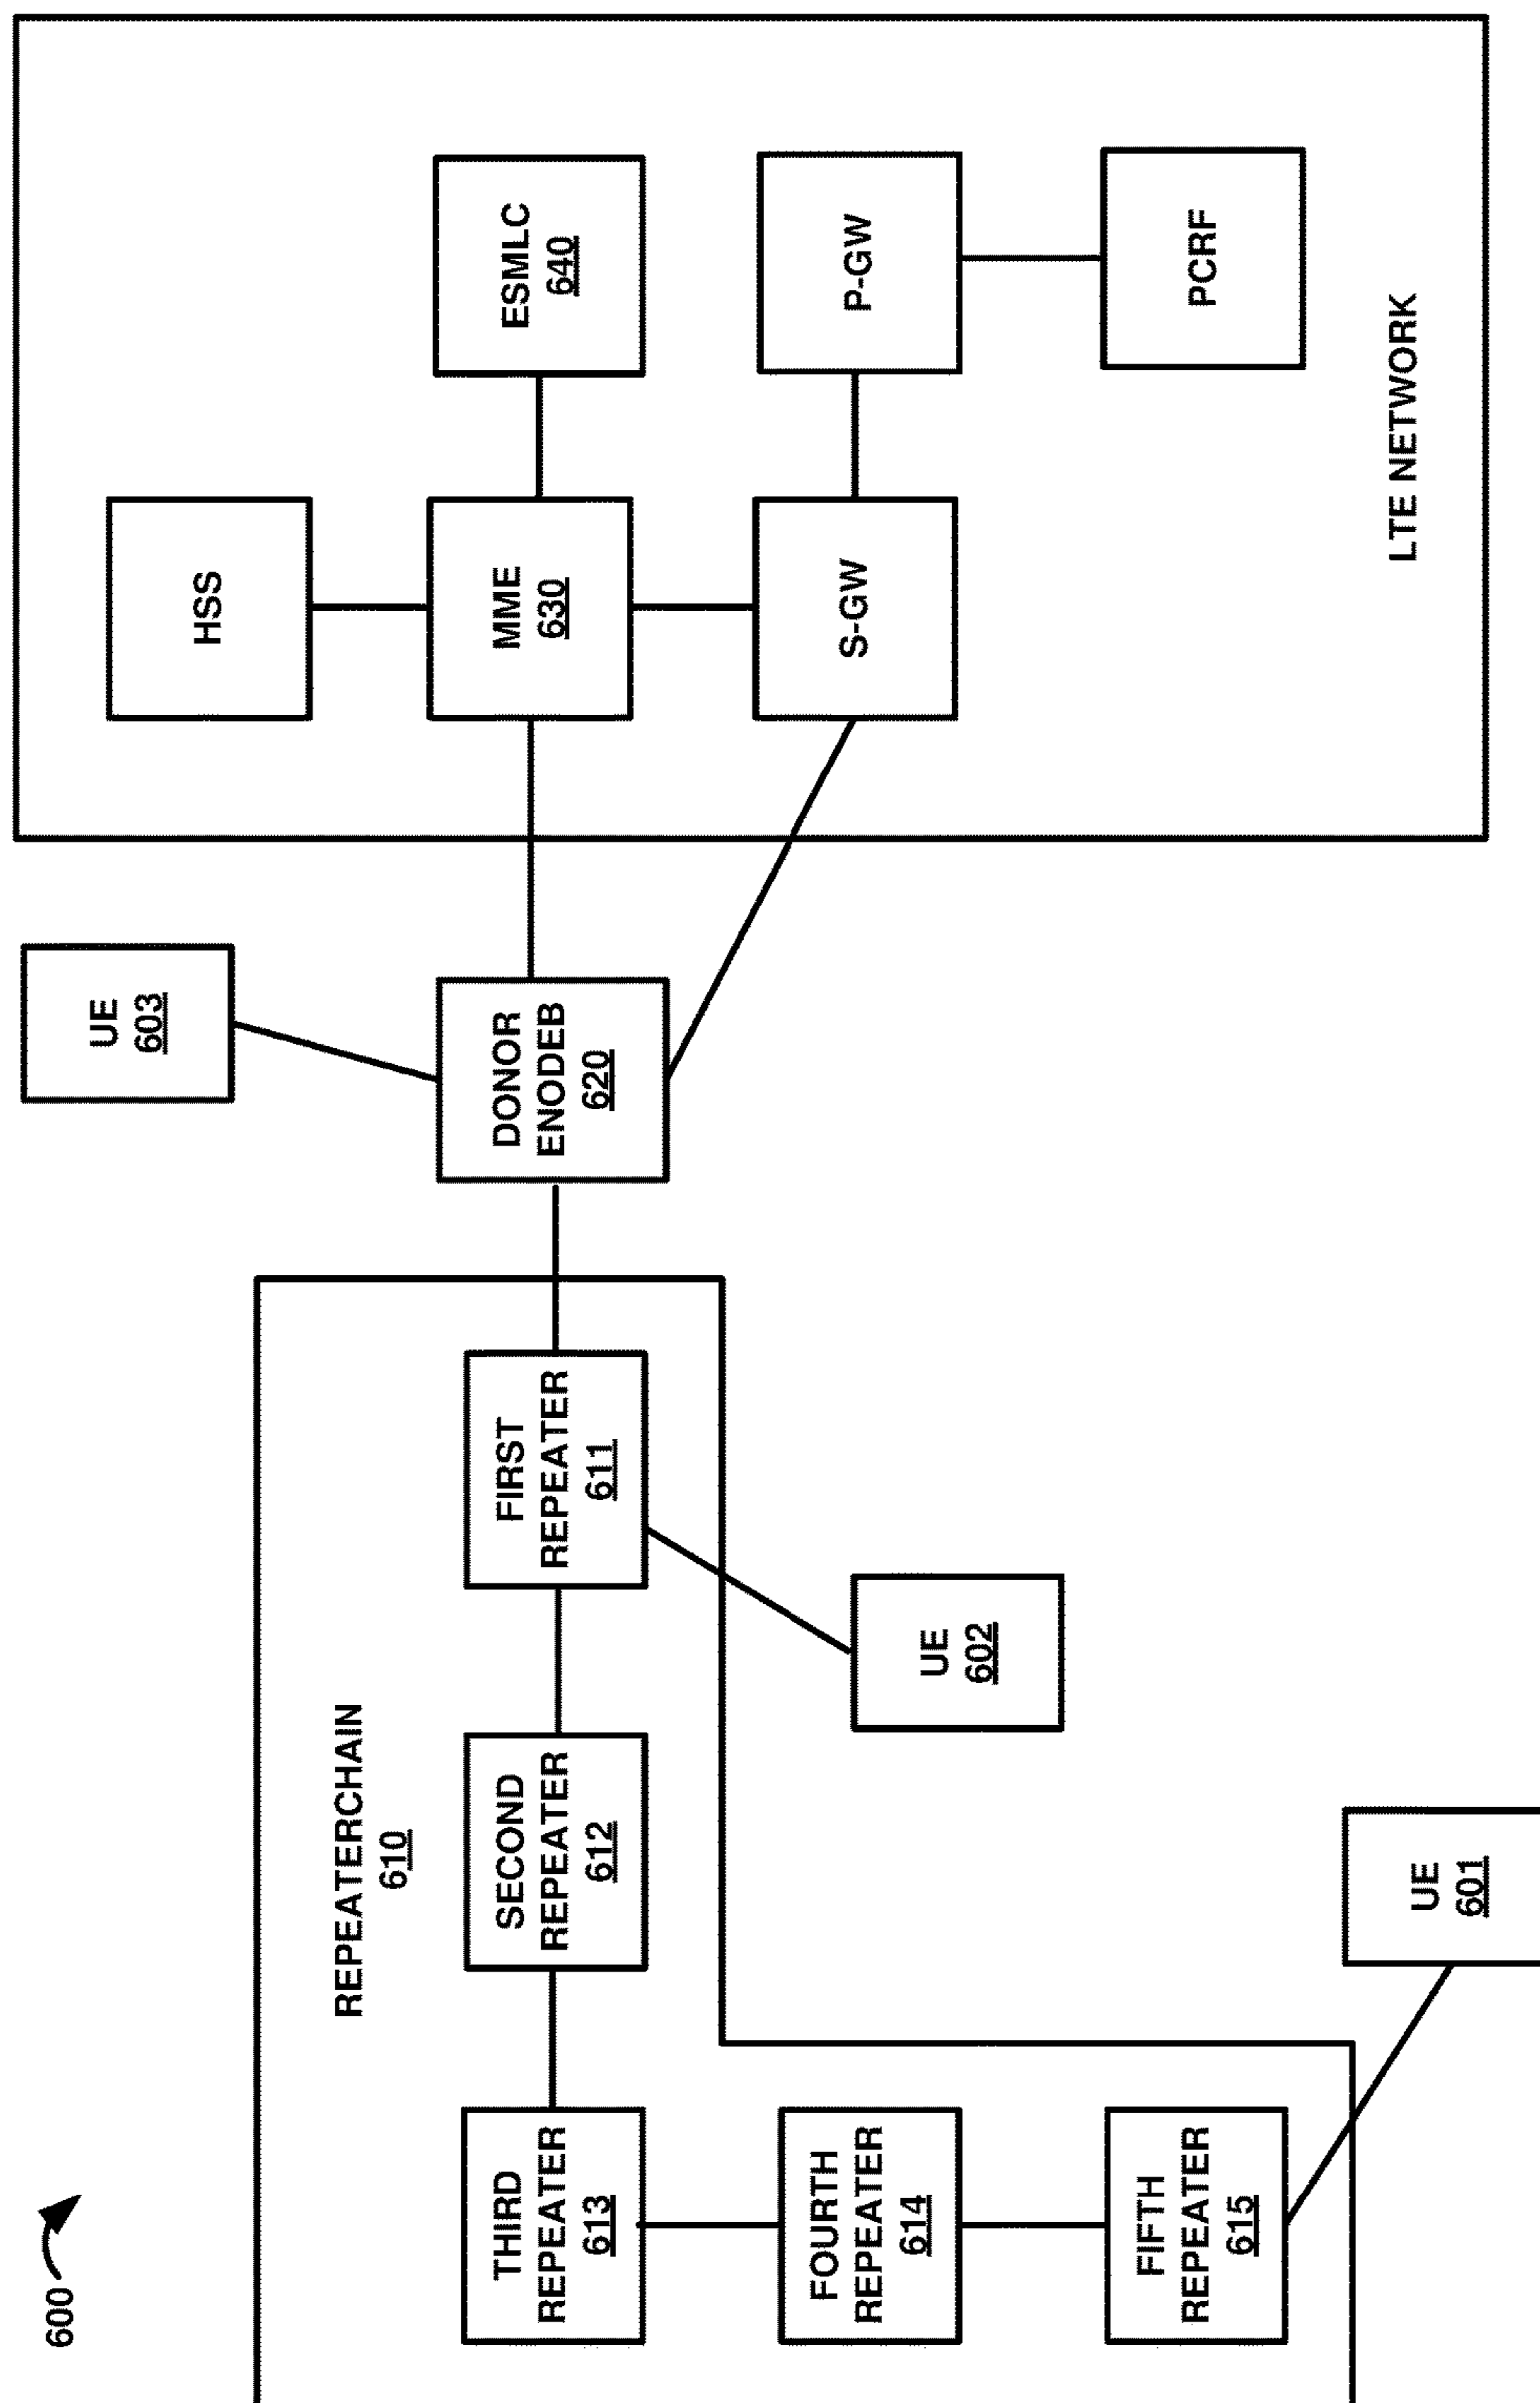 600
REPEATERCHAIN
610
THIRD
REPEATER
613
SECOND
REPEATER
612
FIRST
REPEATER
611
FOURTH
REPEATER
614
FIFTH
REPEATER
615
UE
601
UE
602
UE
603
DONOR
ENODEB
620
HSS
MME
630
ESMLC
640
S-GW
P-GW
PCRF
LTE NETWORK